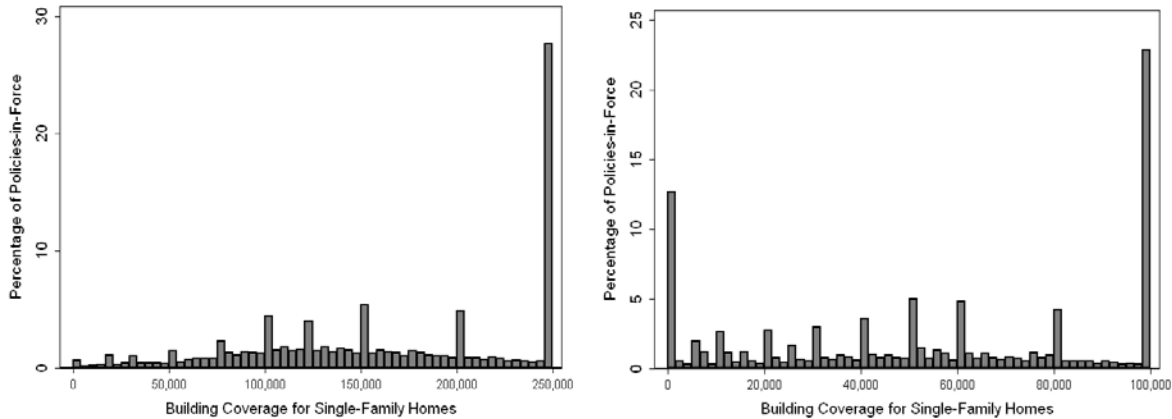 Percentage of Policies-in-Force
30
20
10
0
0 50,000 100,000 150,000 200,000 250,000
Building Coverage for Single-Family Homes
Percentage of Policies-in-Force
25
20
15
10
5
0
0 20,000 40,000 60,000 80,000 100,000
Building Coverage for Single-Family Homes